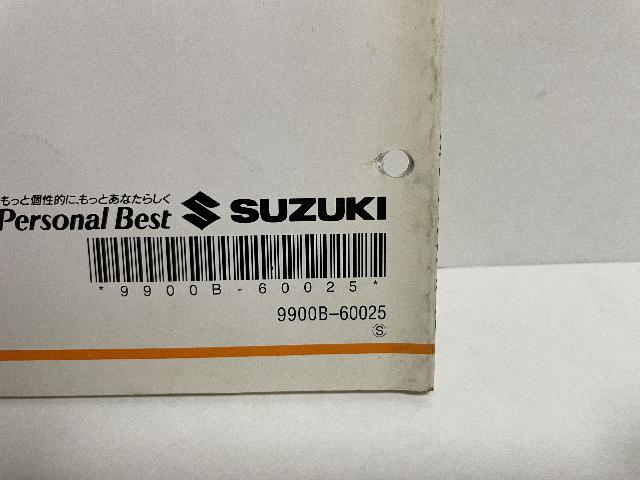 もっと個性的に、もっとあなたらしく
Personal Best SUZUKI
*9900B-60025*
9900B-60025
S